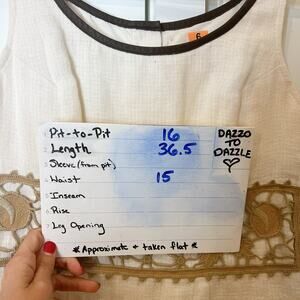 6
Pit-to-Pit 16
Length 36.5
Sleeve (from pit)
Waist 15
Inseam
Rise
Leg Opening
* Approximate & taken flat *
DAZZO
TO
DAZZLE